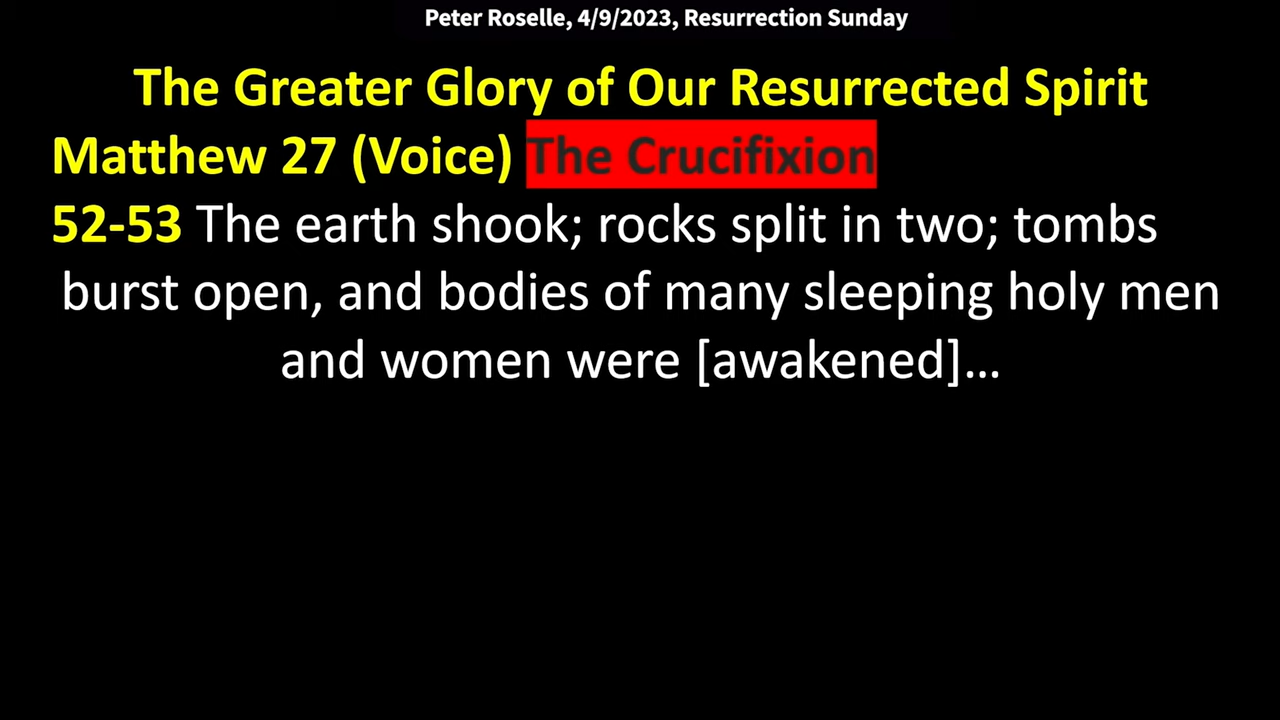 Peter Roselle, 4/9/2023, Resurrection Sunday
The Greater Glory of Our Resurrected Spirit
Matthew 27 (Voice) The Crucifixion
52-53 The earth shook; rocks split in two; tombs
burst open, and bodies of many sleeping holy men
and women were [awakened]...